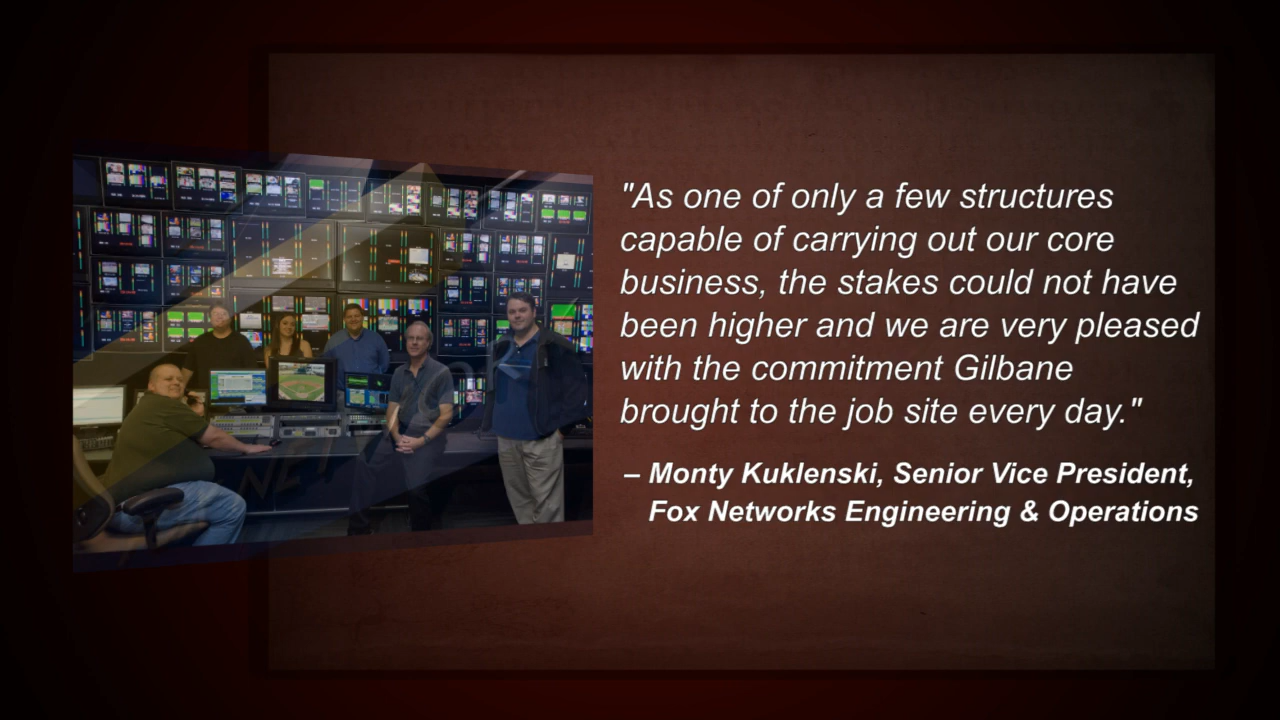 "As one of only a few structures
capable of carrying out our core
business, the stakes could not have
been higher and we are very pleased
with the commitment Gilbane
brought to the job site every day."
– Monty Kuklenski, Senior Vice President,
Fox Networks Engineering & Operations